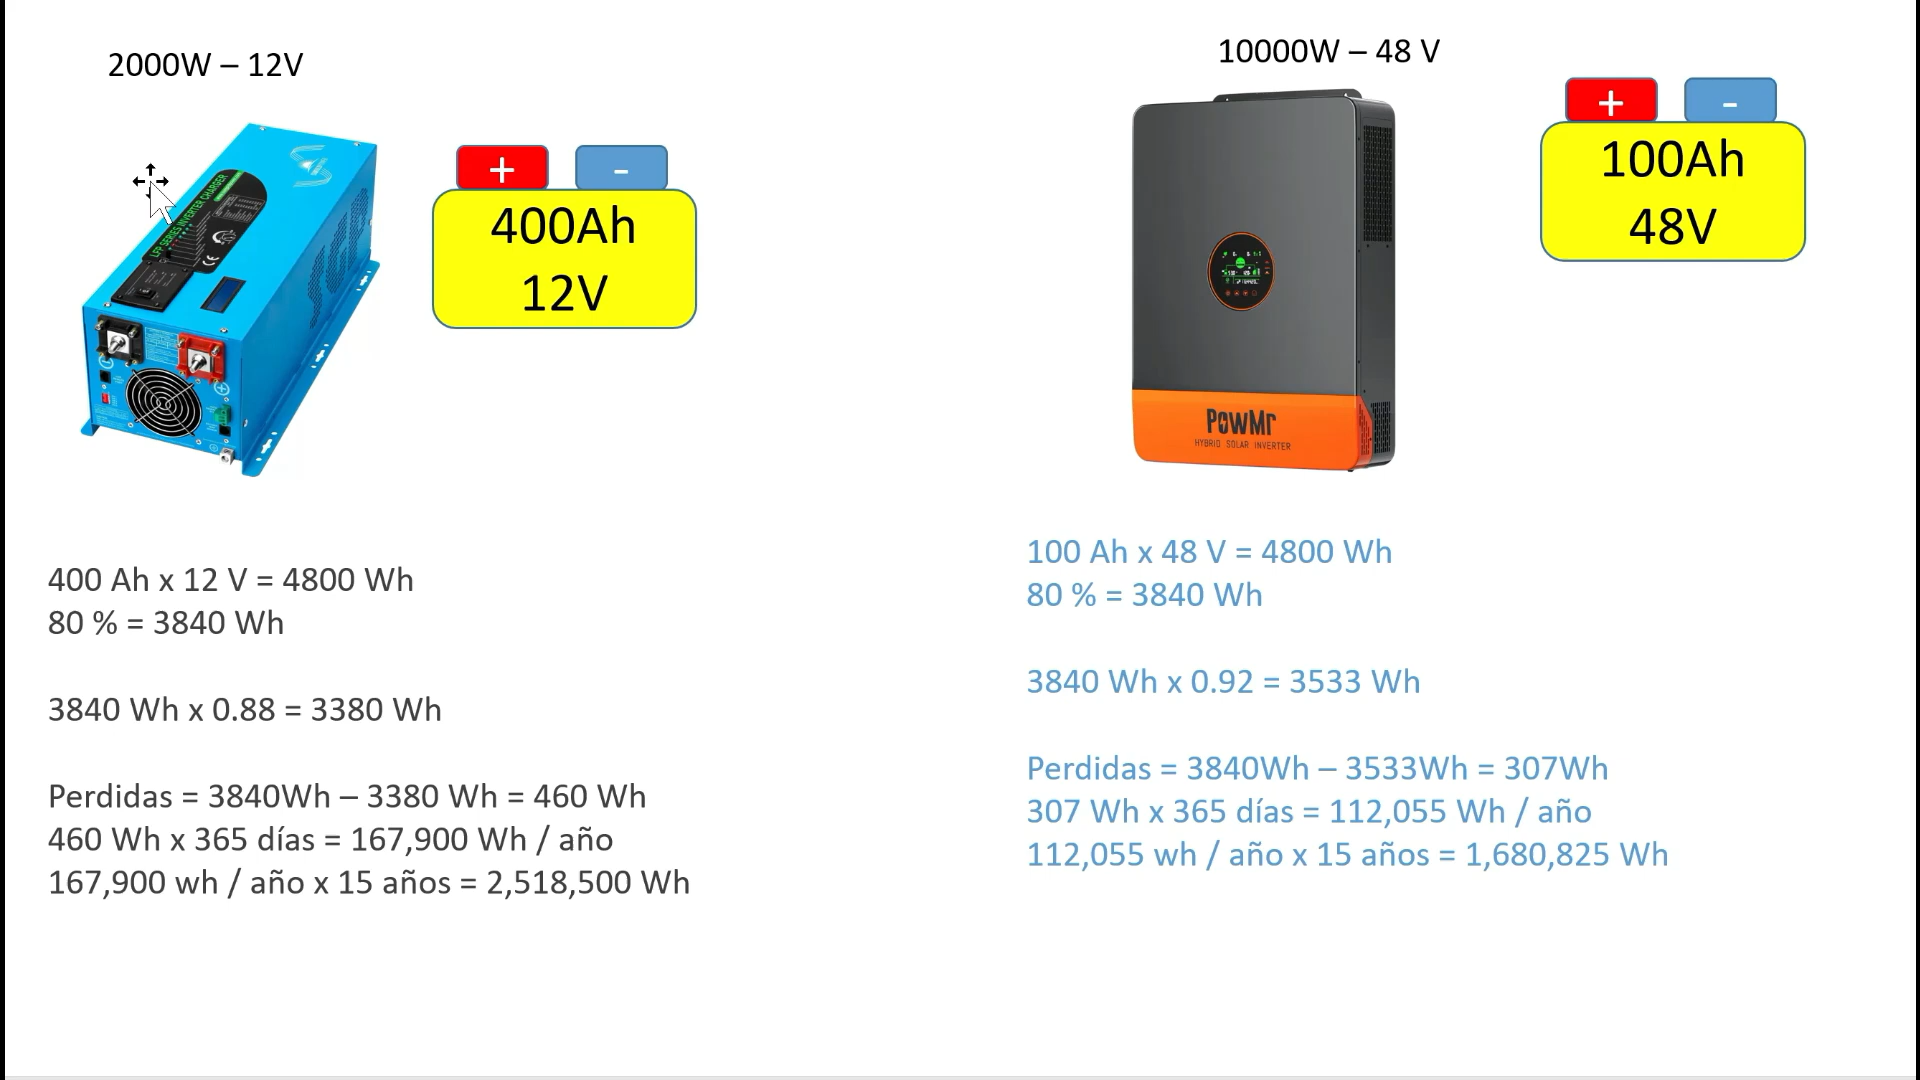 2000W – 12V
LFP SERIES INVERTER CHARGER
+
-
400Ah
12V
400 Ah x 12 V = 4800 Wh
80 % = 3840 Wh
3840 Wh x 0.88 = 3380 Wh
Perdidas = 3840Wh – 3380 Wh = 460 Wh
460 Wh x 365 días = 167,900 Wh / año
167,900 wh / año x 15 años = 2,518,500 Wh
10000W – 48 V
PowMr
HYBRID SOLAR INVERTER
+
-
100Ah
48V
100 Ah x 48 V = 4800 Wh
80 % = 3840 Wh
3840 Wh x 0.92 = 3533 Wh
Perdidas = 3840Wh – 3533Wh = 307Wh
307 Wh x 365 días = 112,055 Wh / año
112,055 wh / año x 15 años = 1,680,825 Wh